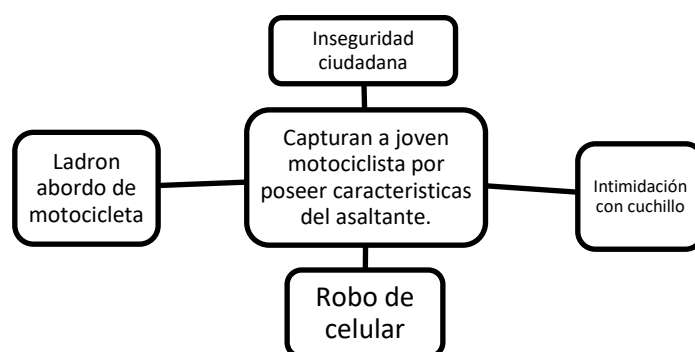 Inseguridad
ciudadana
Capturan a joven
motociclista por
poseer caracteristicas
del asaltante.
Ladron
abordo de
motocicleta
Intimidación
con cuchillo
Robo de
celular